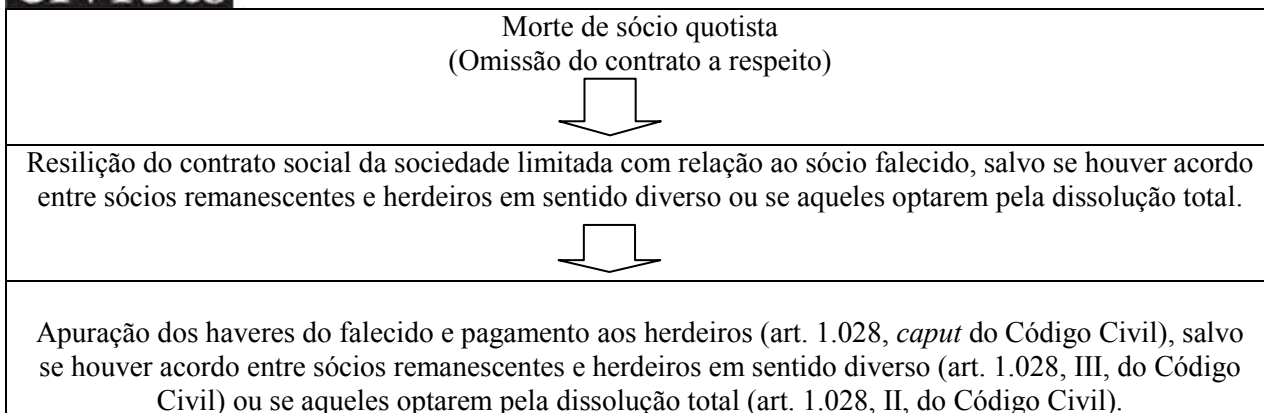 Morte de sócio quotista
(Omissão do contrato a respeito)
Resilição do contrato social da sociedade limitada com relação ao sócio falecido, salvo se houver acordo
entre sócios remanescentes e herdeiros em sentido diverso ou se aqueles optarem pela dissolução total.
Apuração dos haveres do falecido e pagamento aos herdeiros (art. 1.028, caput do Código Civil), salvo
se houver acordo entre sócios remanescentes e herdeiros em sentido diverso (art. 1.028, III, do Código
Civil) ou se aqueles optarem pela dissolução total (art. 1.028, II, do Código Civil).